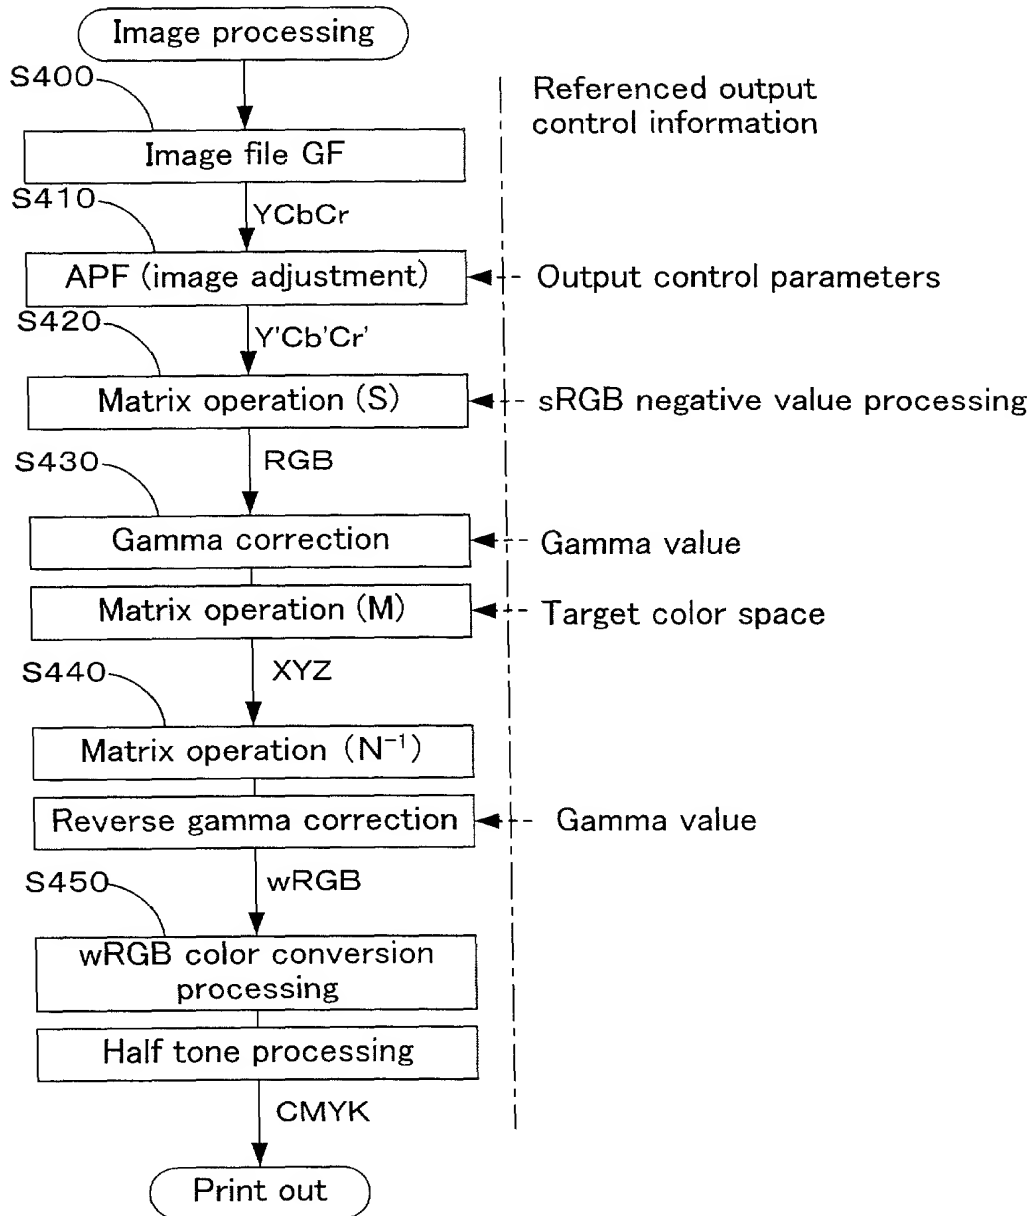 Image processing
S400
Referenced output
control information
Image file GF
S410
YCbCr
APF (image adjustment)
Output control parameters
S420
Y'Cb'Cr'
Matrix operation (S)
sRGB negative value processing
S430
RGB
Gamma correction
Gamma value
Matrix operation (M)
Target color space
S440
XYZ
Matrix operation (N⁻¹)
Reverse gamma correction
Gamma value
S450
wRGB
wRGB color conversion
processing
Half tone processing
CMYK
Print out